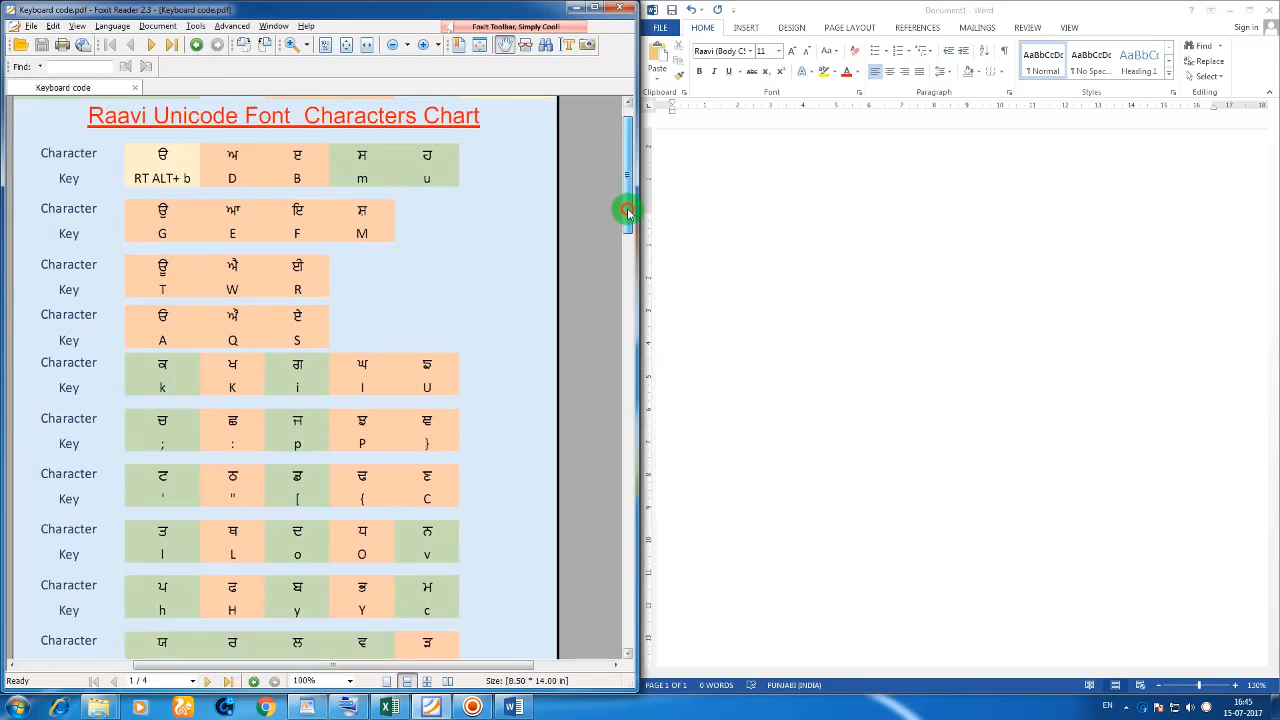 Keyboard code.pdf - Foxit Reader 2.3 - [Keyboard code.pdf]
File Edit View Language Document Tools Advanced Window Help
Foxit Toolbar, Simply Cool!
Find:
Keyboard code
Raavi Unicode Font Characters Chart
Character ੳ ਅ ੲ ਸ ਹ
Key RT ALT+ b D B m u
Character ਉ ਆ ਇ ਸ਼
Key G E F M
Character ਊ ਐ ਈ
Key T W R
Character ਓ ਔ ਏ
Key A Q S
Character ਕ ਖ ਗ ਘ ਙ
Key k K i I U
Character ਚ ਛ ਜ ਝ ਞ
Key ; : p P }
Character ਟ ਠ ਡ ਢ ਣ
Key ' " [ { C
Character ਤ ਥ ਦ ਧ ਨ
Key l L o O v
Character ਪ ਫ ਬ ਭ ਮ
Key h H y Y c
Character ਯ ਰ ਲ ਵ ੜ
Ready 1 / 4 100% Size: [8.50 * 14.00 in]
Document1 - Word
FILE HOME INSERT DESIGN PAGE LAYOUT REFERENCES MAILINGS REVIEW VIEW Sign in
Raavi (Body C: 11
Paste
AaBbCcDc AaBbCcDc AaBbCc
¶ Normal ¶ No Spac... Heading 1
Find
Replace
Select
Clipboard Font Paragraph Styles Editing
PAGE 1 OF 1 0 WORDS PUNJABI (INDIA) 130%
EN 16:45
15-07-2017